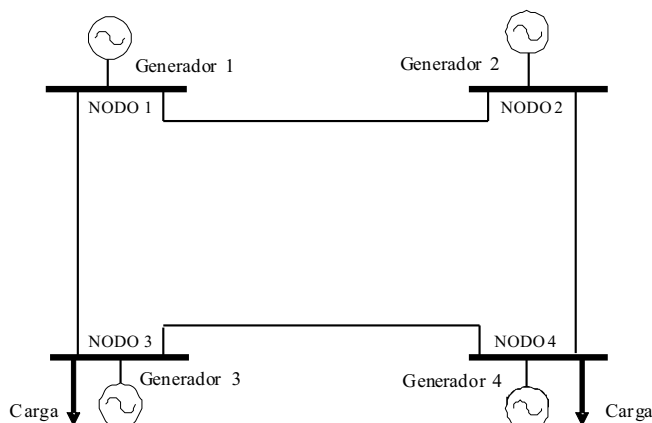 Generador 1
Generador 2
NODO 1
NODO 2
NODO 3
NODO 4
Generador 3
Generador 4
Carga
Carga